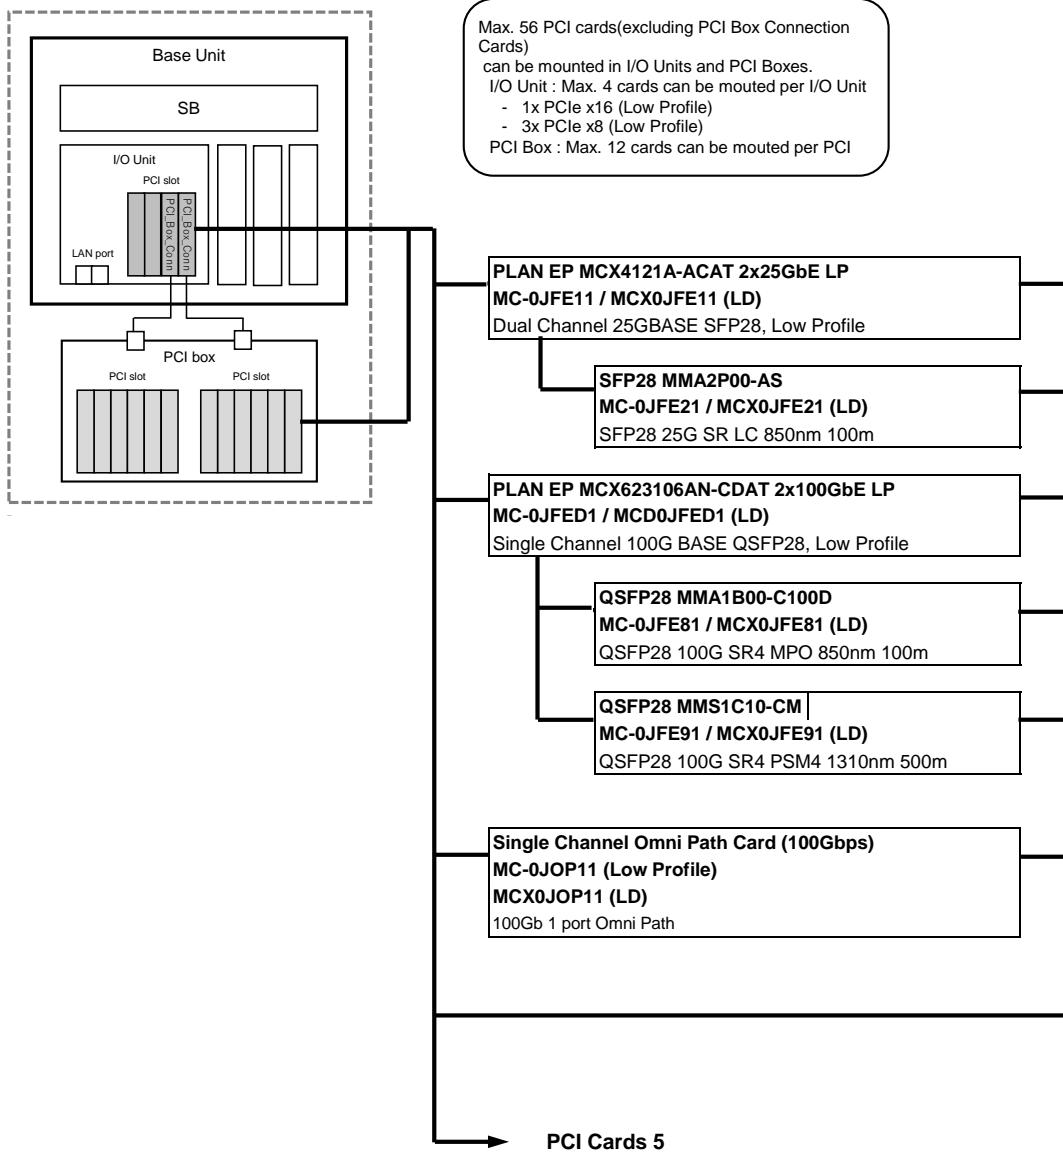 Max. 56 PCI cards(excluding PCI Box Connection
Cards)
can be mounted in I/O Units and PCI Boxes.
I/O Unit : Max. 4 cards can be mouted per I/O Unit
- 1x PCIe x16 (Low Profile)
- 3x PCIe x8 (Low Profile)
PCI Box : Max. 12 cards can be mouted per PCI
Base Unit
SB
I/O Unit
PCI slot
PCI_Box_Conn
PCI_Box_Conn
LAN port
PCI box
PCI slot
PCI slot
PLAN EP MCX4121A-ACAT 2x25GbE LP
MC-0JFE11 / MCX0JFE11 (LD)
Dual Channel 25GBASE SFP28, Low Profile
SFP28 MMA2P00-AS
MC-0JFE21 / MCX0JFE21 (LD)
SFP28 25G SR LC 850nm 100m
PLAN EP MCX623106AN-CDAT 2x100GbE LP
MC-0JFED1 / MCD0JFED1 (LD)
Single Channel 100G BASE QSFP28, Low Profile
QSFP28 MMA1B00-C100D
MC-0JFE81 / MCX0JFE81 (LD)
QSFP28 100G SR4 MPO 850nm 100m
QSFP28 MMS1C10-CM
MC-0JFE91 / MCX0JFE91 (LD)
QSFP28 100G SR4 PSM4 1310nm 500m
Single Channel Omni Path Card (100Gbps)
MC-0JOP11 (Low Profile)
MCX0JOP11 (LD)
100Gb 1 port Omni Path
PCI Cards 5